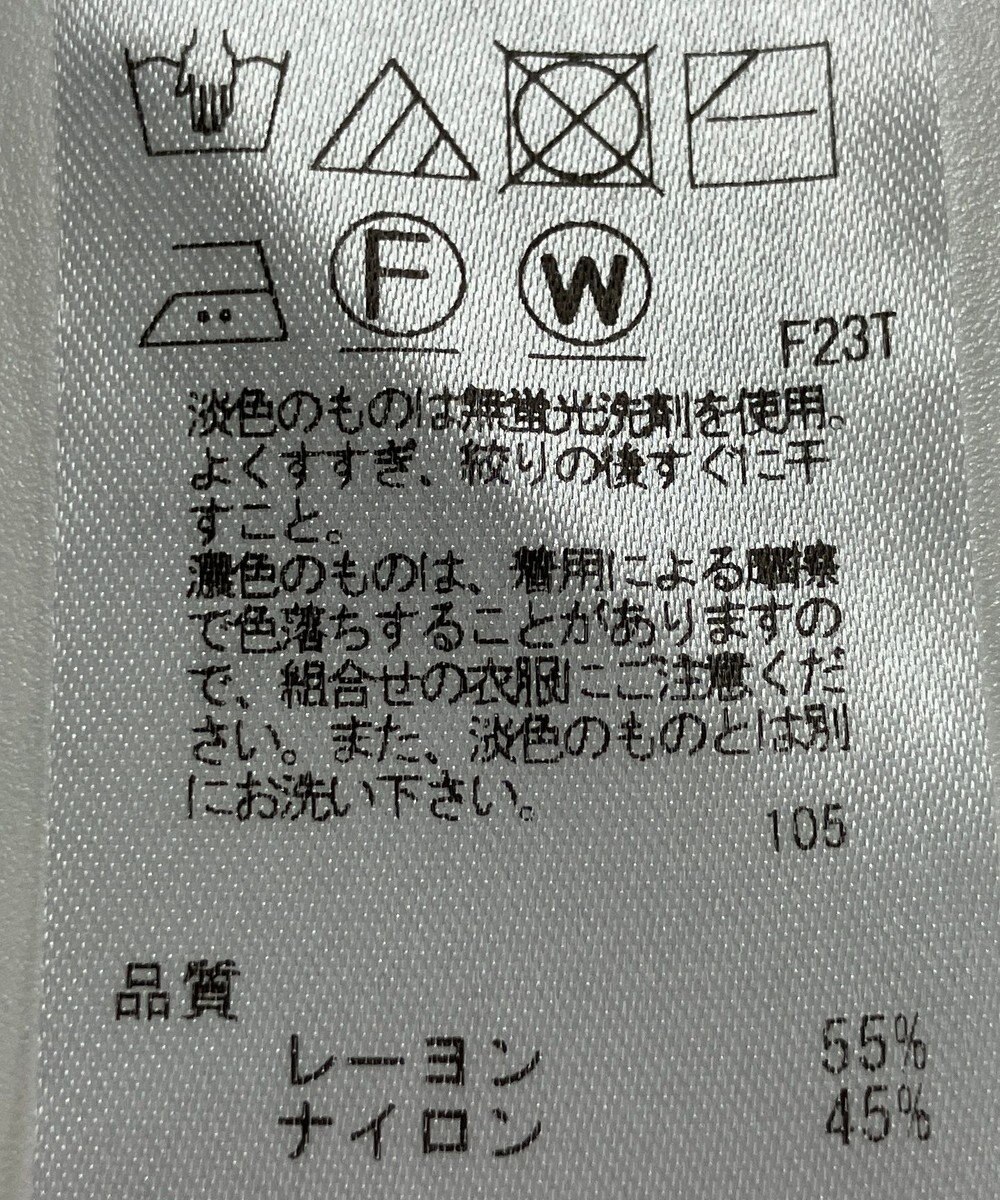 F
W
F23T
淡色のものは無蛍光洗剤を使用。
よくすすぎ、絞りの後すぐに干
すこと。
濃色のものは、着用による摩擦
で色落ちすることがありますの
で、組合せの衣服にご注意くだ
さい。また、淡色のものとは別
にお洗い下さい。
105
品質
レーヨン 55%
ナイロン 45%